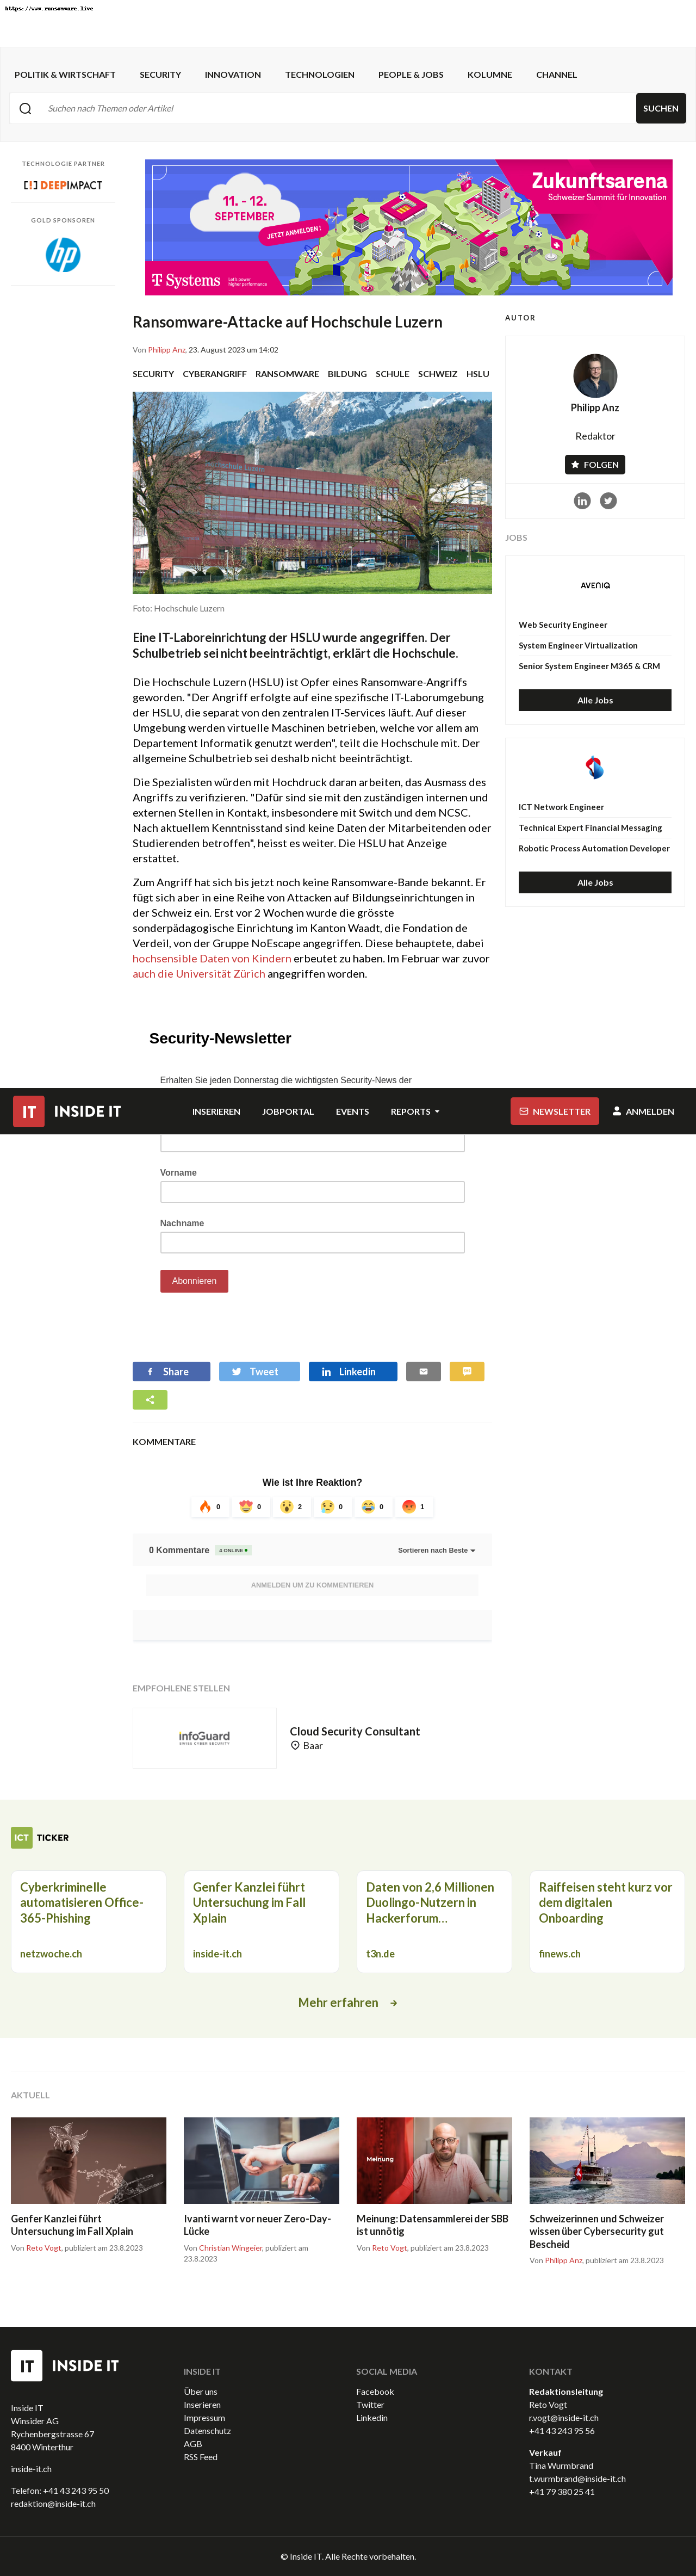 https://www.ransomware.live
POLITIK & WIRTSCHAFT SECURITY INNOVATION TECHNOLOGIEN PEOPLE & JOBS KOLUMNE CHANNEL
Suchen nach Themen oder Artikel
SUCHEN
TECHNOLOGIE PARTNER
[!] DEEPIMPACT
GOLD SPONSOREN
hp
11. - 12.
SEPTEMBER
JETZT ANMELDEN!
Zukunftsarena
Schweizer Summit für Innovation
T Systems
Let's power
higher performance
Ransomware-Attacke auf Hochschule Luzern
Von Philipp Anz, 23. August 2023 um 14:02
SECURITY CYBERANGRIFF RANSOMWARE BILDUNG SCHULE SCHWEIZ HSLU
Hochschule Luzern
Foto: Hochschule Luzern
Eine IT-Laboreinrichtung der HSLU wurde angegriffen. Der
Schulbetrieb sei nicht beeinträchtigt, erklärt die Hochschule.
Die Hochschule Luzern (HSLU) ist Opfer eines Ransomware-Angriffs
geworden. "Der Angriff erfolgte auf eine spezifische IT-Laborumgebung
der HSLU, die separat von den zentralen IT-Services läuft. Auf dieser
Umgebung werden virtuelle Maschinen betrieben, welche vor allem am
Departement Informatik genutzt werden", teilt die Hochschule mit. Der
allgemeine Schulbetrieb sei deshalb nicht beeinträchtigt.
Die Spezialisten würden mit Hochdruck daran arbeiten, das Ausmass des
Angriffs zu verifizieren. "Dafür sind sie mit den zuständigen internen und
externen Stellen in Kontakt, insbesondere mit Switch und dem NCSC.
Nach aktuellem Kenntnisstand sind keine Daten der Mitarbeitenden oder
Studierenden betroffen", heisst es weiter. Die HSLU hat Anzeige
erstattet.
Zum Angriff hat sich bis jetzt noch keine Ransomware-Bande bekannt. Er
fügt sich aber in eine Reihe von Attacken auf Bildungseinrichtungen in
der Schweiz ein. Erst vor 2 Wochen wurde die grösste
sonderpädagogische Einrichtung im Kanton Waadt, die Fondation de
Verdeil, von der Gruppe NoEscape angegriffen. Diese behauptete, dabei
hochsensible Daten von Kindern erbeutet zu haben. Im Februar war zuvor
auch die Universität Zürich angegriffen worden.
AUTOR
Philipp Anz
Redaktor
FOLGEN
JOBS
AVENIQ
Web Security Engineer
System Engineer Virtualization
Senior System Engineer M365 & CRM
Alle Jobs
ICT Network Engineer
Technical Expert Financial Messaging
Robotic Process Automation Developer
Alle Jobs
Security-Newsletter
Erhalten Sie jeden Donnerstag die wichtigsten Security-News der
IT INSIDE IT
INSERIEREN JOBPORTAL EVENTS REPORTS
NEWSLETTER
ANMELDEN
Vorname
Nachname
Abonnieren
Share
Tweet
Linkedin
KOMMENTARE
Wie ist Ihre Reaktion?
0 0 2 0 0 1
0 Kommentare
4 ONLINE
Sortieren nach Beste
ANMELDEN UM ZU KOMMENTIEREN
EMPFOHLENE STELLEN
infoGuard
SWISS CYBER SECURITY
Cloud Security Consultant
Baar
ICT TICKER
Cyberkriminelle
automatisieren Office-
365-Phishing
netzwoche.ch
Genfer Kanzlei führt
Untersuchung im Fall
Xplain
inside-it.ch
Daten von 2,6 Millionen
Duolingo-Nutzern in
Hackerforum…
t3n.de
Raiffeisen steht kurz vor
dem digitalen
Onboarding
finews.ch
Mehr erfahren
AKTUELL
Genfer Kanzlei führt
Untersuchung im Fall Xplain
Von Reto Vogt, publiziert am 23.8.2023
Ivanti warnt vor neuer Zero-Day-
Lücke
Von Christian Wingeier, publiziert am
23.8.2023
Meinung
Meinung: Datensammlerei der SBB
ist unnötig
Von Reto Vogt, publiziert am 23.8.2023
Schweizerinnen und Schweizer
wissen über Cybersecurity gut
Bescheid
Von Philipp Anz, publiziert am 23.8.2023
IT INSIDE IT
Inside IT
Winsider AG
Rychenbergstrasse 67
8400 Winterthur
inside-it.ch
Telefon: +41 43 243 95 50
redaktion@inside-it.ch
INSIDE IT
Über uns
Inserieren
Impressum
Datenschutz
AGB
RSS Feed
SOCIAL MEDIA
Facebook
Twitter
Linkedin
KONTAKT
Redaktionsleitung
Reto Vogt
r.vogt@inside-it.ch
+41 43 243 95 56
Verkauf
Tina Wurmbrand
t.wurmbrand@inside-it.ch
+41 79 380 25 41
© Inside IT. Alle Rechte vorbehalten.